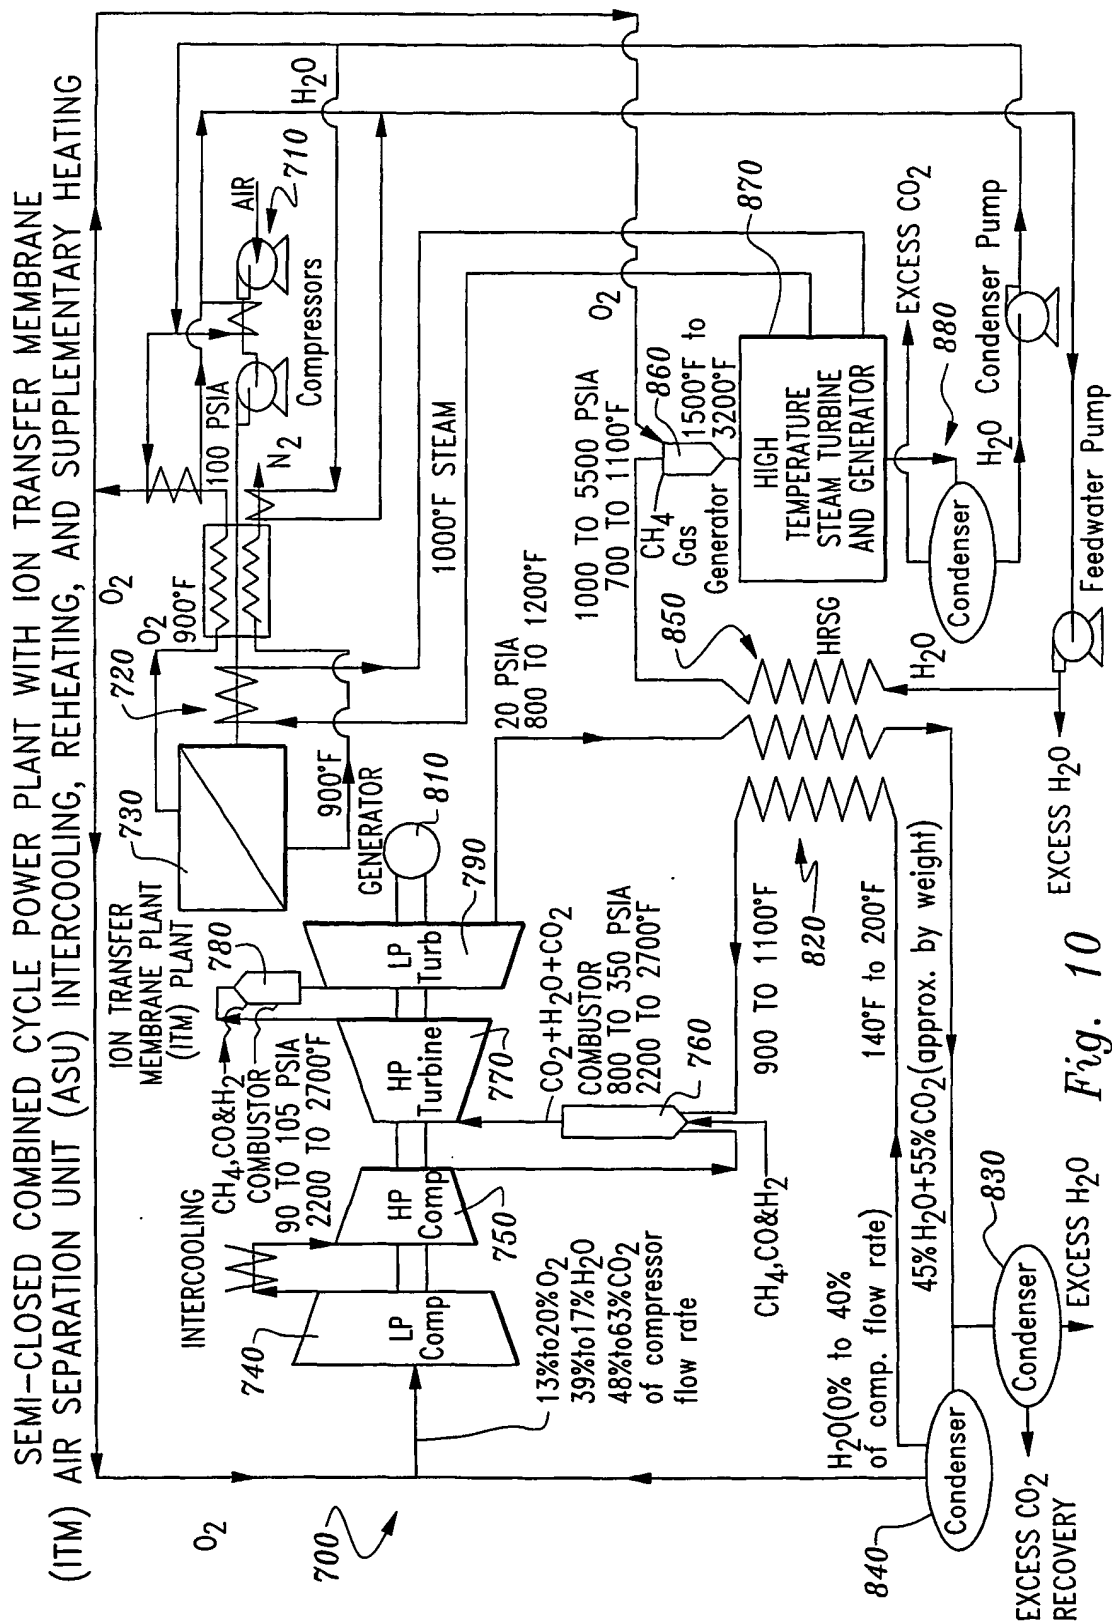 SEMI-CLOSED COMBINED CYCLE POWER PLANT WITH ION TRANSFER MEMBRANE
(ITM) AIR SEPARATION UNIT (ASU) INTERCOOLING, REHEATING, AND SUPPLEMENTARY HEATING
O2
700
740
INTERCOOLING
LP
Comp
HP
Comp
750
13%to20%O2
39%to17%H2O
48%to63%CO2
of compressor
flow rate
CH4,CO&H2
COMBUSTOR
90 TO 105 PSIA
2200 TO 2700°F
780
HP
Turbine
770
LP
Turb
790
GENERATOR
810
ION TRANSFER
MEMBRANE PLANT
(ITM) PLANT
730
720
900°F
O2
900°F
O2
100 PSIA
N2
Compressors
AIR
710
H2O
1000°F STEAM
CO2+H2O+CO2
COMBUSTOR
800 TO 350 PSIA
2200 TO 2700°F
760
CH4,CO&H2
20 PSIA
800 TO 1200°F
900 TO 1100°F
820
850
HRSG
H2O
140°F to 200°F
1000 TO 5500 PSIA
700 TO 1100°F
O2
CH4
Gas
Generator
860
1500°F to
3200°F
HIGH
TEMPERATURE
STEAM TURBINE
AND GENERATOR
870
EXCESS CO2
880
Condenser
H2O Condenser Pump
Feedwater Pump
EXCESS H2O
H2O(0% to 40%
of comp. flow rate)
45%H2O+55%CO2(approx. by weight)
840
Condenser
830
Condenser
EXCESS CO2
RECOVERY
EXCESS H2O
Fig. 10